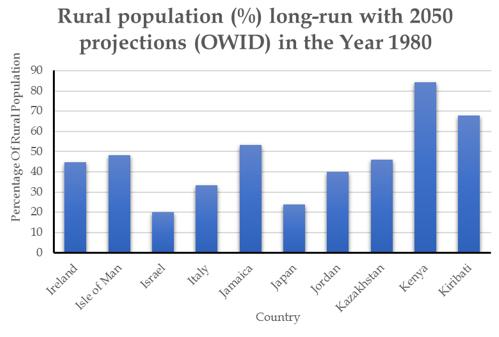 Rural population (%) long-run with 2050
projections (OWID) in the Year 1980
Percentage Of Rural Population
90
80
70
60
50
40
30
20
10
0
Ireland
Isle of Man
Israel
Italy
Jamaica
Japan
Jordan
Kazakhstan
Kenya
Kiribati
Country